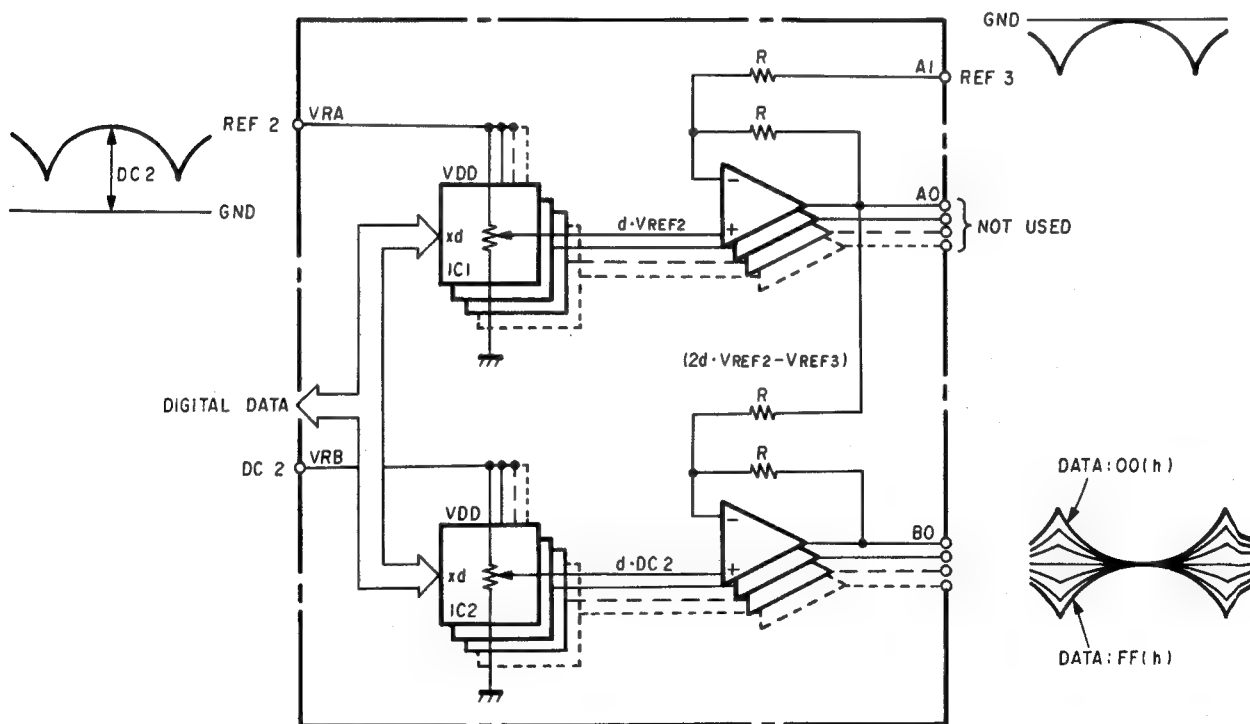 GND
R
A1
REF 3
REF 2
VRA
R
DC 2
VDD
GND
A0
NOT USED
d·VREF2
xd
IC1
−
+
(2d·VREF2−VREF3)
R
DIGITAL DATA
VRB
DC 2
R
DATA:00(h)
VDD
−
B0
d·DC 2
xd
+
IC2
DATA:FF(h)